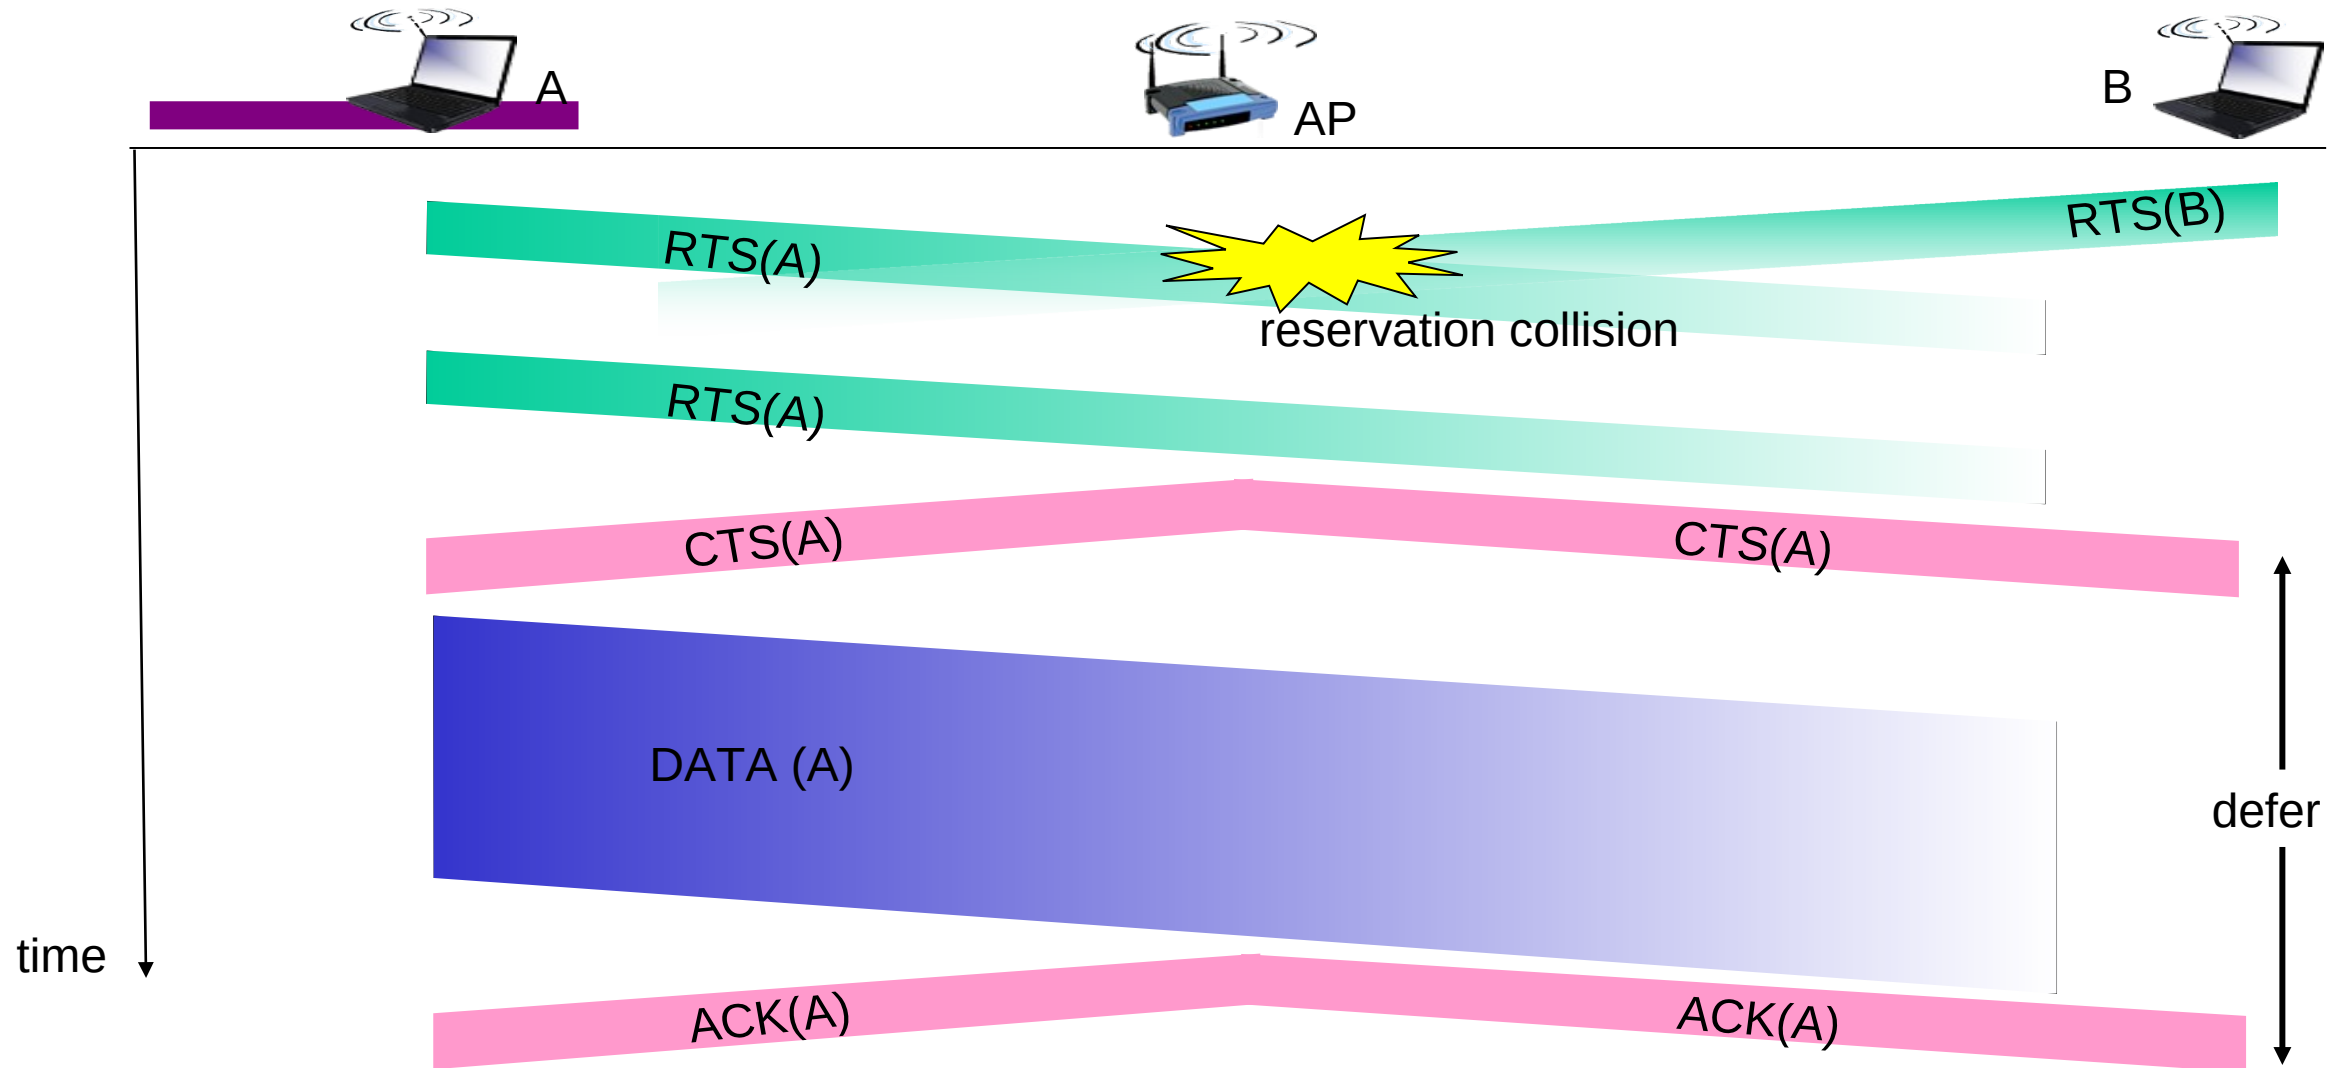 A
AP
B
RTS(A)
RTS(B)
reservation collision
RTS(A)
CTS(A)
CTS(A)
DATA (A)
defer
time
ACK(A)
ACK(A)